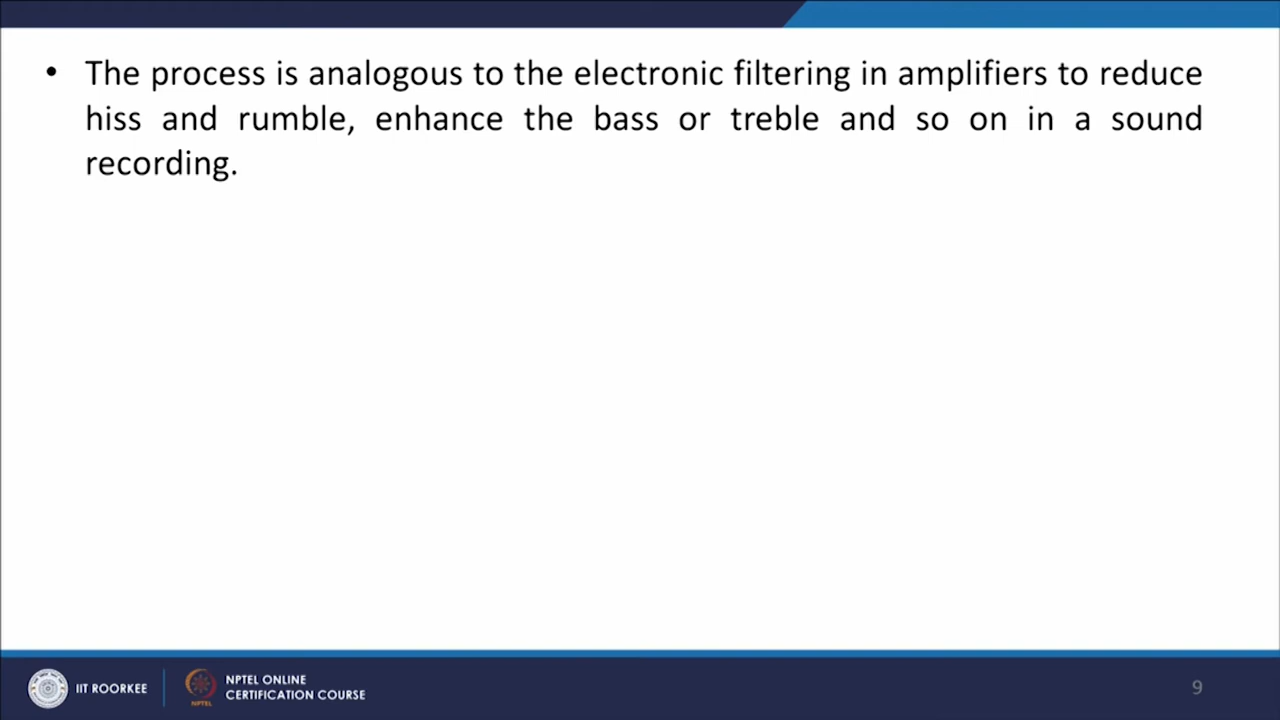 • The process is analogous to the electronic filtering in amplifiers to reduce
hiss and rumble, enhance the bass or treble and so on in a sound
recording.
IIT ROORKEE
NPTEL
NPTEL ONLINE
CERTIFICATION COURSE
9